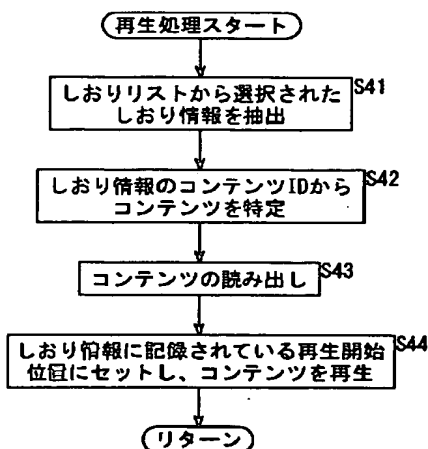 再生処理スタート
S41
しおりリストから選択された
しおり情報を抽出
S42
しおり情報のコンテンツIDから
コンテンツを特定
S43
コンテンツの読み出し
S44
しおり情報に記録されている再生開始
位置にセットし、コンテンツを再生
リターン